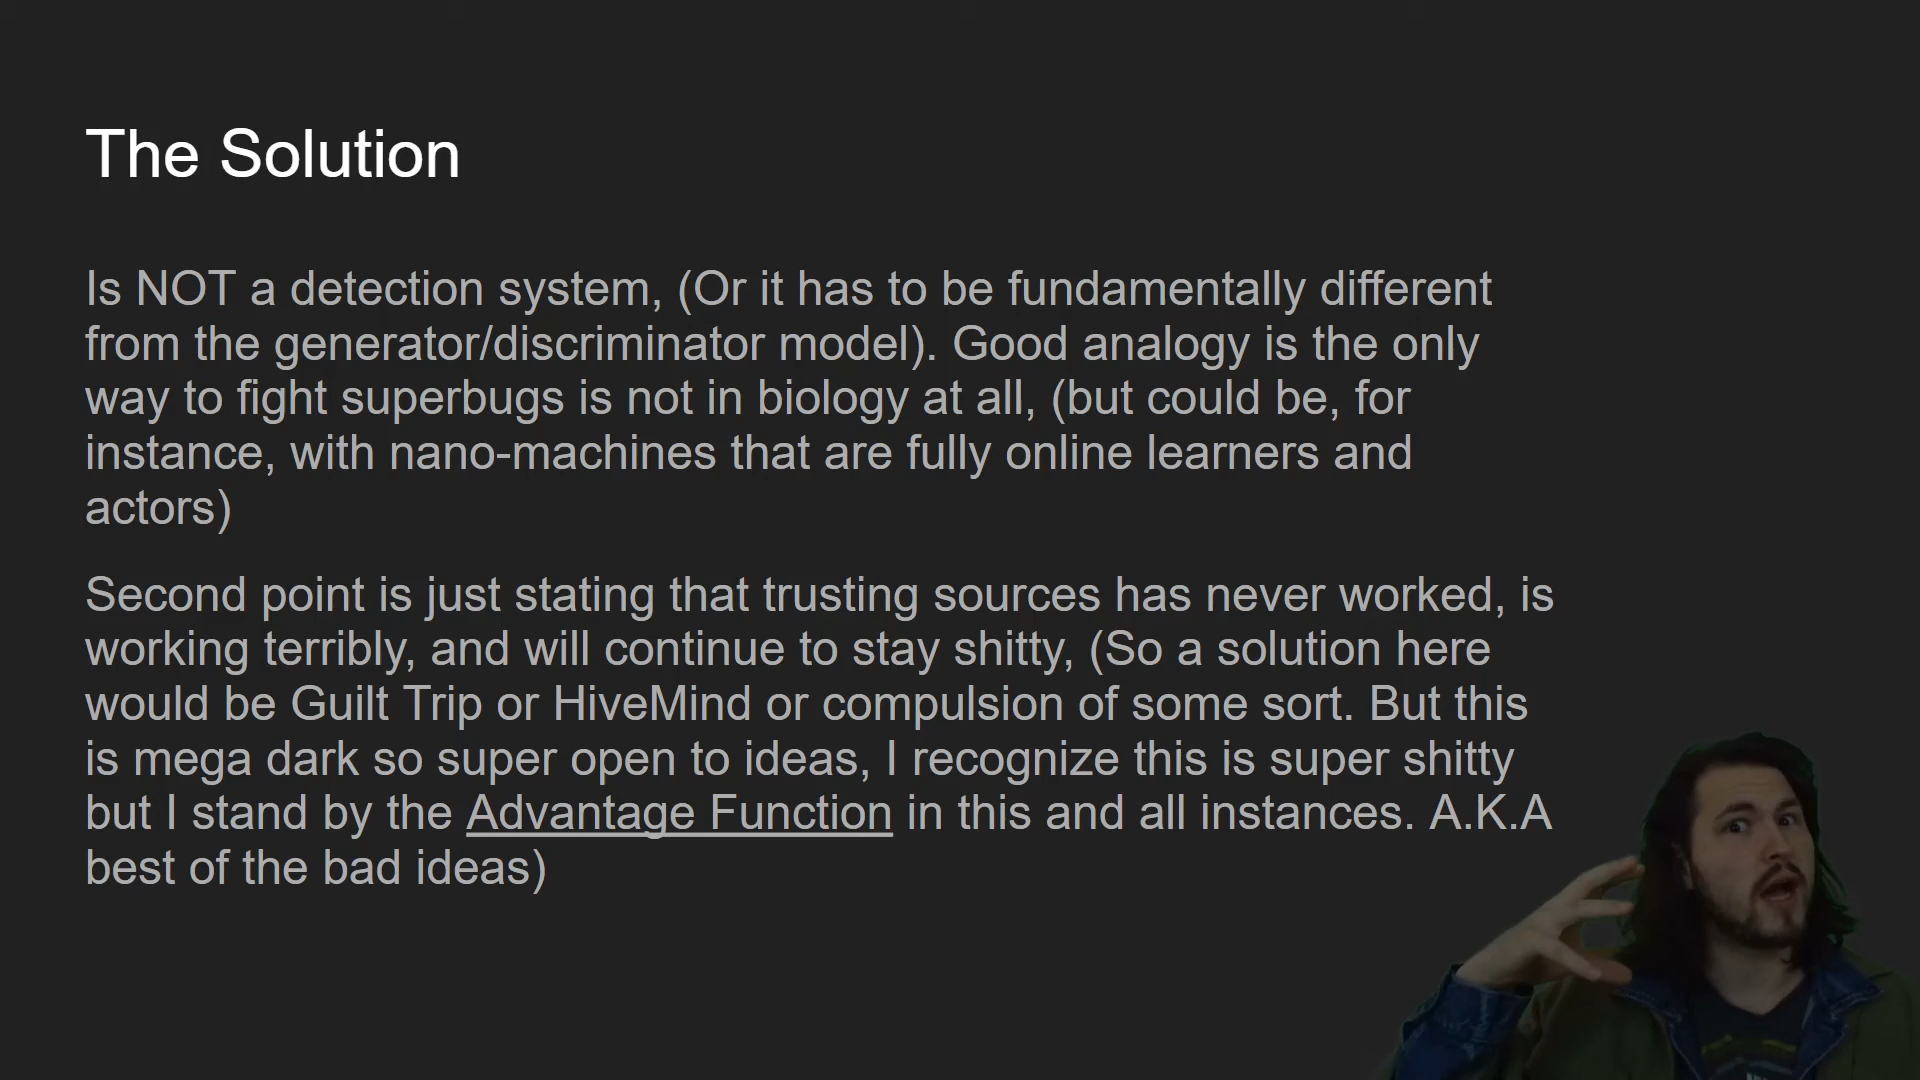 The Solution
Is NOT a detection system, (Or it has to be fundamentally different
from the generator/discriminator model). Good analogy is the only
way to fight superbugs is not in biology at all, (but could be, for
instance, with nano-machines that are fully online learners and
actors)
Second point is just stating that trusting sources has never worked, is
working terribly, and will continue to stay shitty, (So a solution here
would be Guilt Trip or HiveMind or compulsion of some sort. But this
is mega dark so super open to ideas, I recognize this is super shitty
but I stand by the Advantage Function in this and all instances. A.K.A
best of the bad ideas)